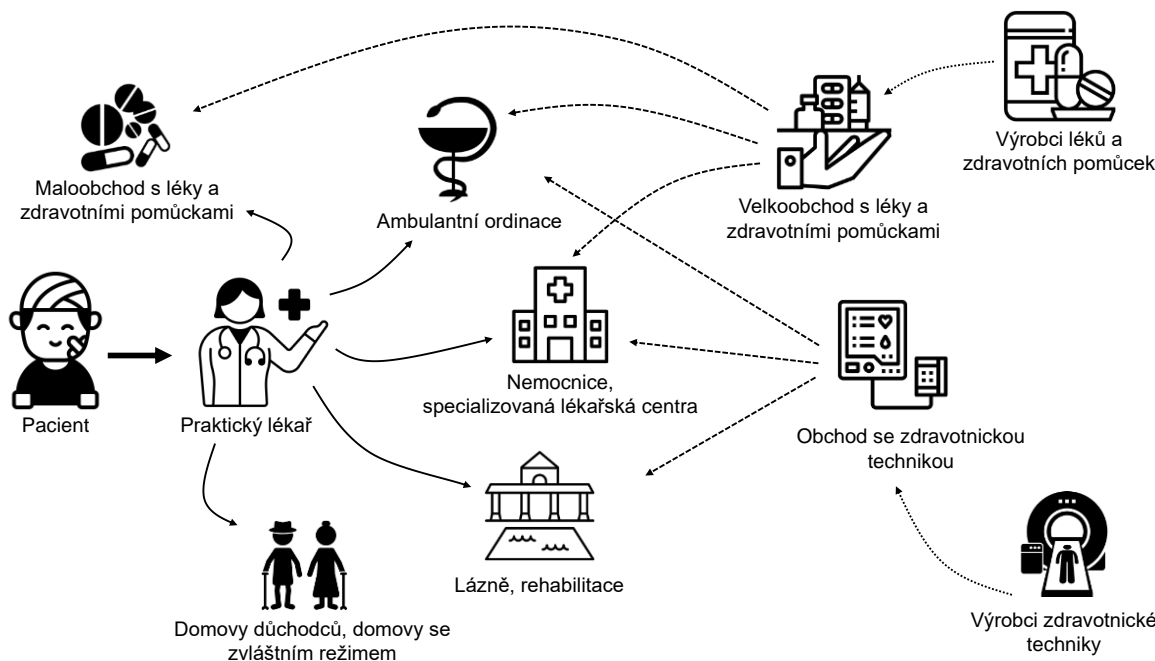 Výrobci léků a
zdravotních pomůcek
Maloobchod s léky a
zdravotními pomůckami
Ambulantní ordinace
Velkoobchod s léky a
zdravotními pomůckami
Pacient
Praktický lékař
Nemocnice,
specializovaná lékařská centra
Obchod se zdravotnickou
technikou
Lázně, rehabilitace
Domovy důchodců, domovy se
zvláštním režimem
Výrobci zdravotnické
techniky